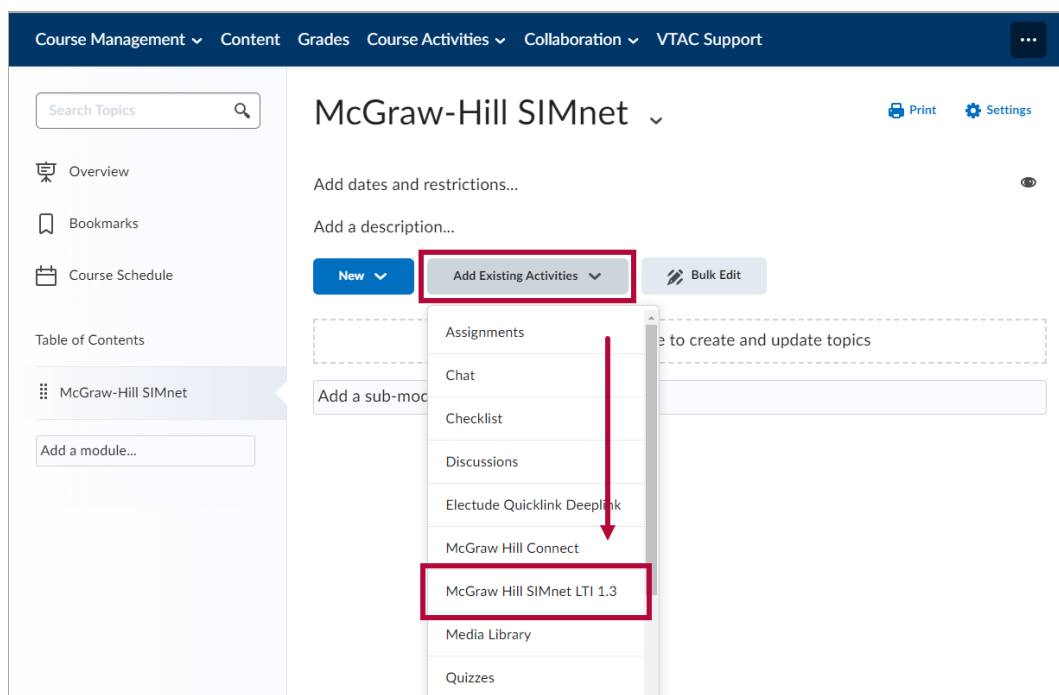 Course Management Content Grades Course Activities Collaboration VTAC Support ...
Search Topics
Overview
Bookmarks
Course Schedule
Table of Contents
McGraw-Hill SIMnet
Add a module...
McGraw-Hill SIMnet
Print Settings
Add dates and restrictions...
Add a description...
New Add Existing Activities Bulk Edit
e to create and update topics
Add a sub-mod
Assignments
Chat
Checklist
Discussions
Electude Quicklink Deeplink
McGraw Hill Connect
McGraw Hill SIMnet LTI 1.3
Media Library
Quizzes